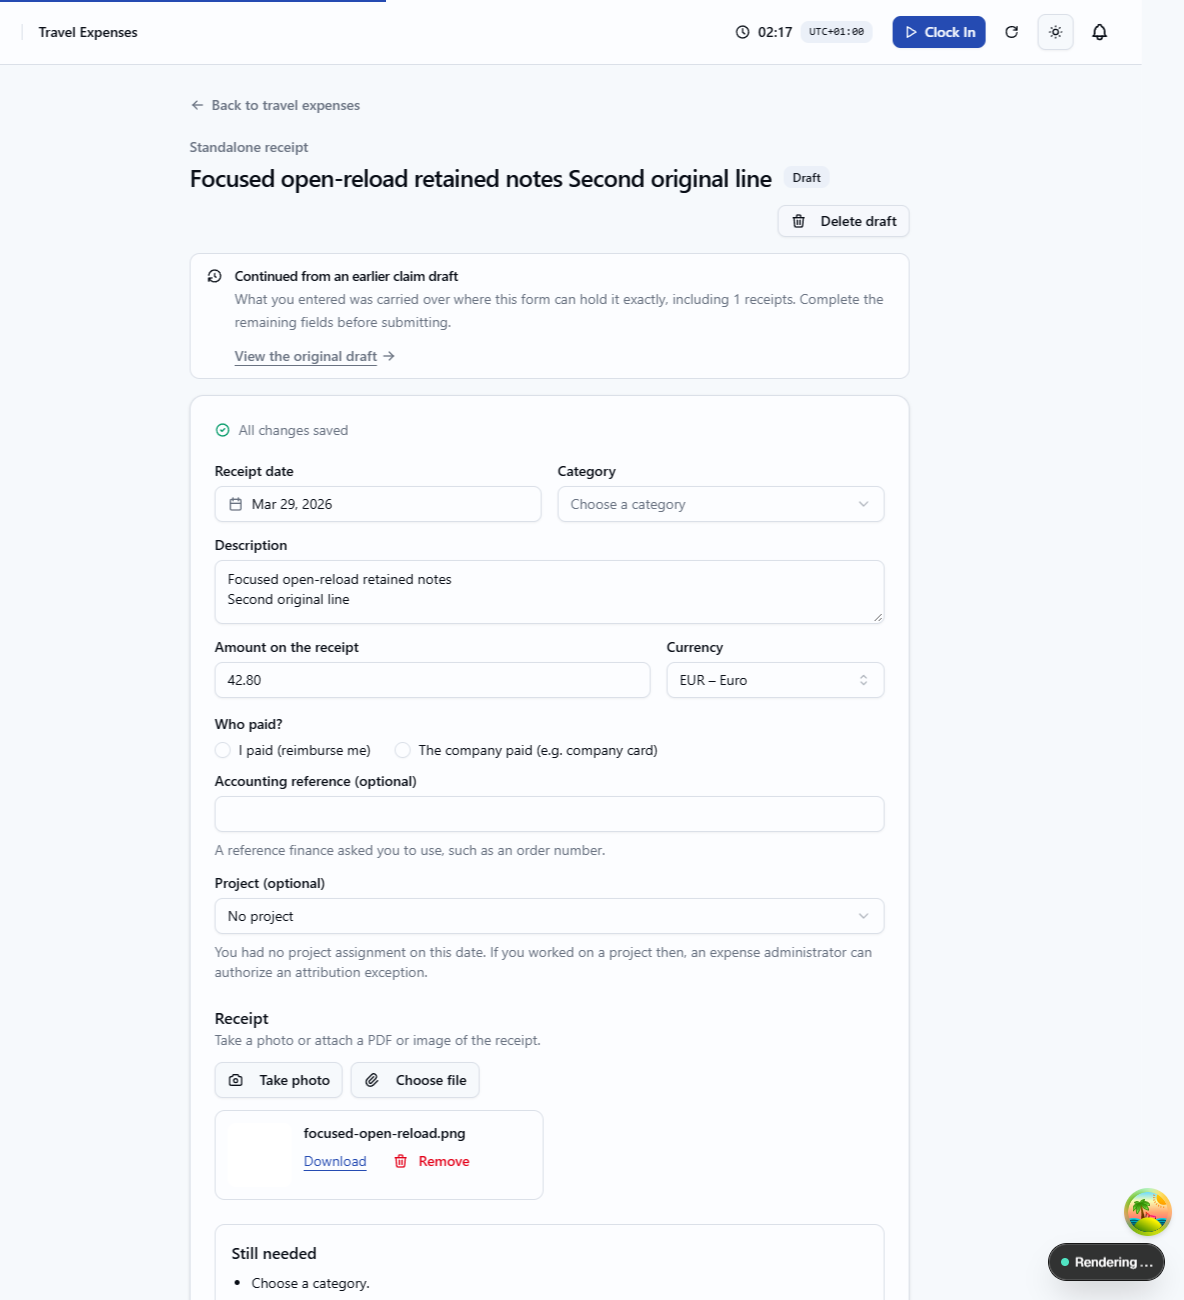 Travel Expenses
02:17 UTC+01:00
Clock In
Back to travel expenses
Standalone receipt
Focused open-reload retained notes Second original line
Draft
Delete draft
Continued from an earlier claim draft
What you entered was carried over where this form can hold it exactly, including 1 receipts. Complete the
remaining fields before submitting.
View the original draft
All changes saved
Receipt date
Category
Mar 29, 2026
Choose a category
Description
Focused open-reload retained notes
Second original line
Amount on the receipt
Currency
42.80
EUR – Euro
Who paid?
I paid (reimburse me)
The company paid (e.g. company card)
Accounting reference (optional)
A reference finance asked you to use, such as an order number.
Project (optional)
No project
You had no project assignment on this date. If you worked on a project then, an expense administrator can
authorize an attribution exception.
Receipt
Take a photo or attach a PDF or image of the receipt.
Take photo
Choose file
focused-open-reload.png
Download
Remove
Still needed
• Choose a category.
Rendering ...